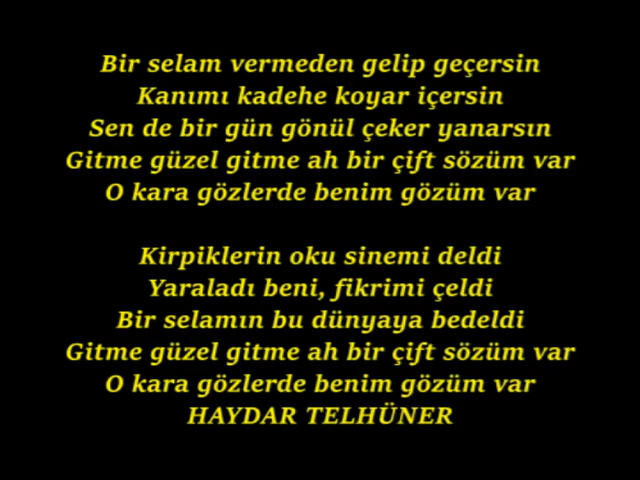 Bir selam vermeden gelip geçersin
Kanımı kadehe koyar içersin
Sen de bir gün gönül çeker yanarsın
Gitme güzel gitme ah bir çift sözüm var
O kara gözlerde benim gözüm var
Kirpiklerin oku sinemi deldi
Yaraladı beni, fikrimi çeldi
Bir selamın bu dünyaya bedeldi
Gitme güzel gitme ah bir çift sözüm var
O kara gözlerde benim gözüm var
HAYDAR TELHÜNER